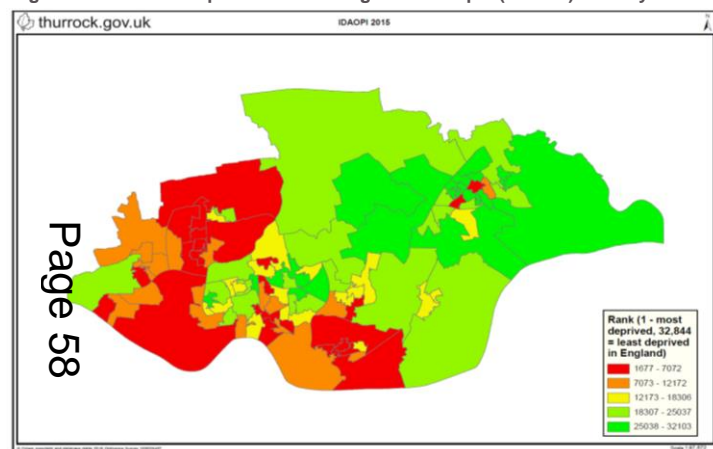 thurrock.gov.uk
IDAOPI 2015
N
Page 58
Rank (1 - most
deprived, 32,844
= least deprived
in England)
1677 - 7072
7073 - 12172
12173 - 18306
18307 - 25037
25038 - 32103